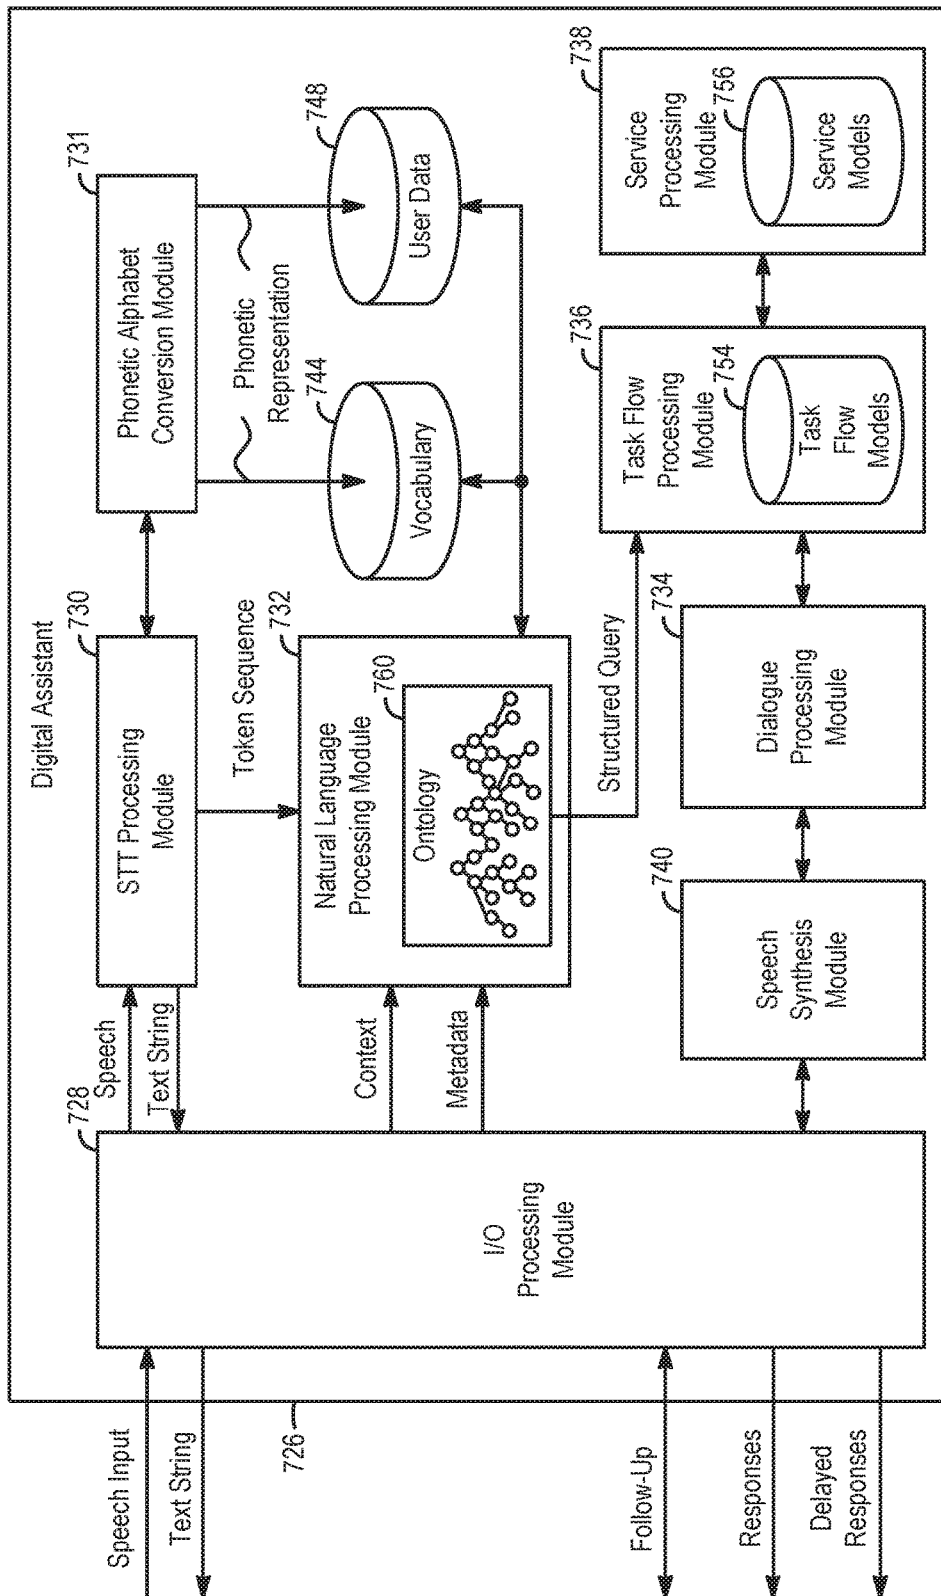 Digital Assistant
726
Speech Input
Text String
Follow-Up
Responses
Delayed
Responses
728
I/O
Processing
Module
Speech
Text String
Context
Metadata
730
STT Processing
Module
Token Sequence
731
Phonetic Alphabet
Conversion Module
Phonetic
Representation
744
Vocabulary
748
User Data
732
Natural Language
Processing Module
760
Ontology
Structured Query
740
Speech
Synthesis
Module
734
Dialogue
Processing
Module
736
Task Flow
Processing
Module
754
Task
Flow
Models
738
Service
Processing
Module
756
Service
Models